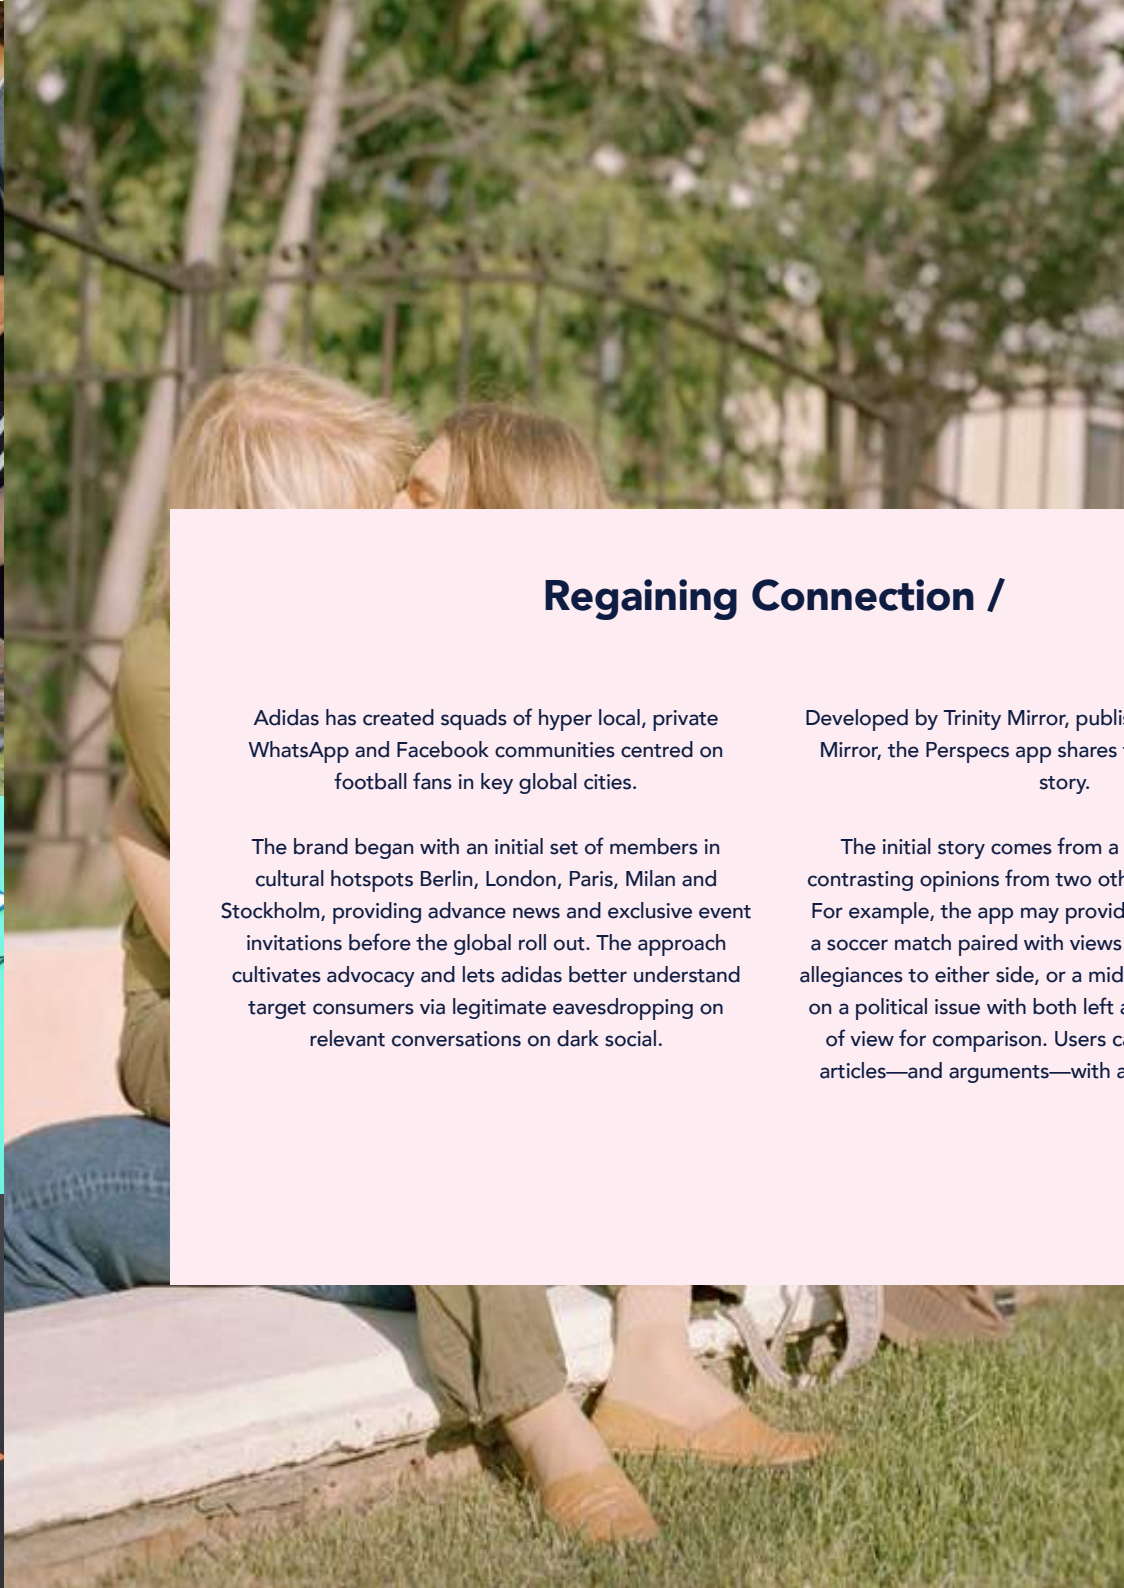 Regaining Connection /
Adidas has created squads of hyper local, private
WhatsApp and Facebook communities centred on
football fans in key global cities.
The brand began with an initial set of members in
cultural hotspots Berlin, London, Paris, Milan and
Stockholm, providing advance news and exclusive event
invitations before the global roll out. The approach
cultivates advocacy and lets adidas better understand
target consumers via legitimate eavesdropping on
relevant conversations on dark social.
Developed by Trinity Mirror,
Mirror, the Perspecs app shares
story.
The initial story comes from a
contrasting opinions from two
For example, the app may
a soccer match paired with views
allegiances to either side, or a
on a political issue with both left
of view for comparison. Users
articles—and arguments—with